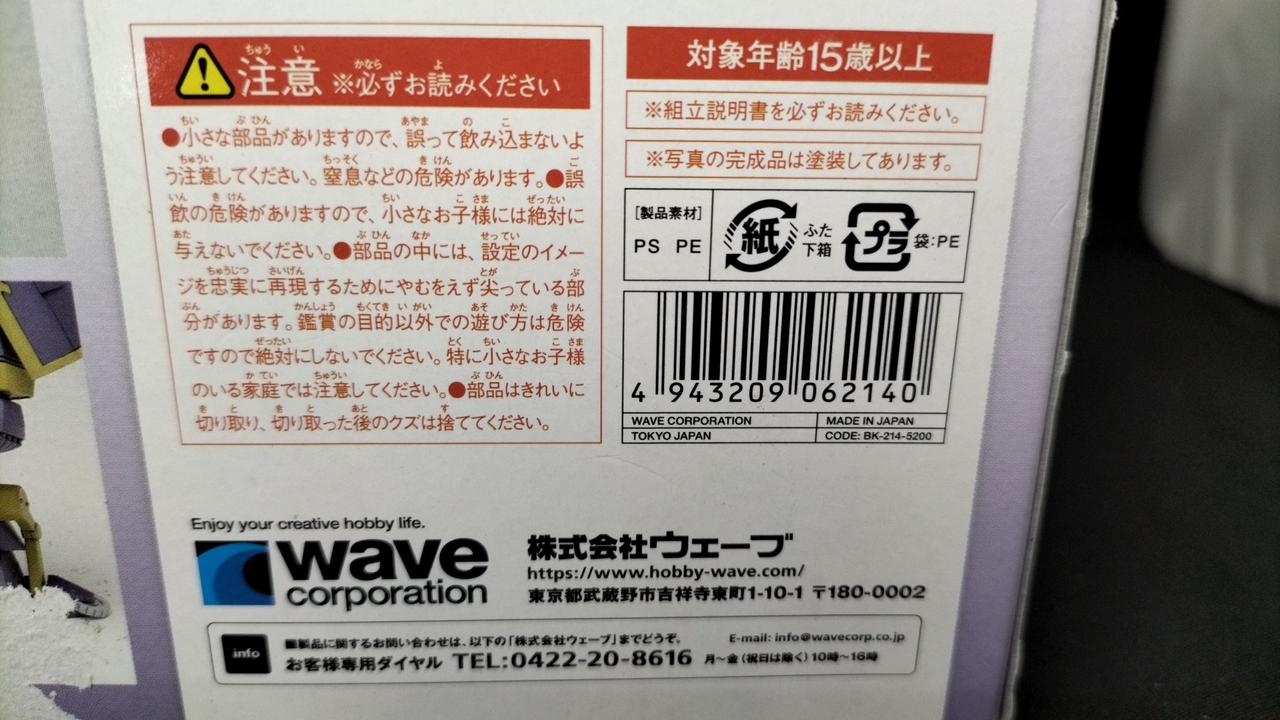 注意 ※必ずお読みください
●小さな部品がありますので、誤って飲み込まないよ
う注意してください。窒息などの危険があります。●誤
飲の危険がありますので、小さなお子様には絶対に
与えないでください。●部品の中には、設定のイメー
ジを忠実に再現するためにやむをえず尖っている部
分があります。鑑賞の目的以外での遊び方は危険
ですので絶対にしないでください。特に小さなお子様
のいる家庭では注意してください。●部品はきれいに
切り取り、切り取った後のクズは捨ててください。
対象年齢15歳以上
※組立説明書を必ずお読みください。
※写真の完成品は塗装してあります。
[製品素材]
PS PE
紙
ふた
下箱
プラ
袋:PE
4 943209 062140
WAVE CORPORATION
MADE IN JAPAN
TOKYO JAPAN
CODE: BK-214-5200
Enjoy your creative hobby life.
wave
corporation
株式会社ウェーブ
https://www.hobby-wave.com/
東京都武蔵野市吉祥寺東町1-10-1 〒180-0002
info
■製品に関するお問い合わせは、以下の「株式会社ウェーブ」までどうぞ。 E-mail: info@wavecorp.co.jp
お客様専用ダイヤル TEL:0422-20-8616 月～金(祝日は除く)10時～16時